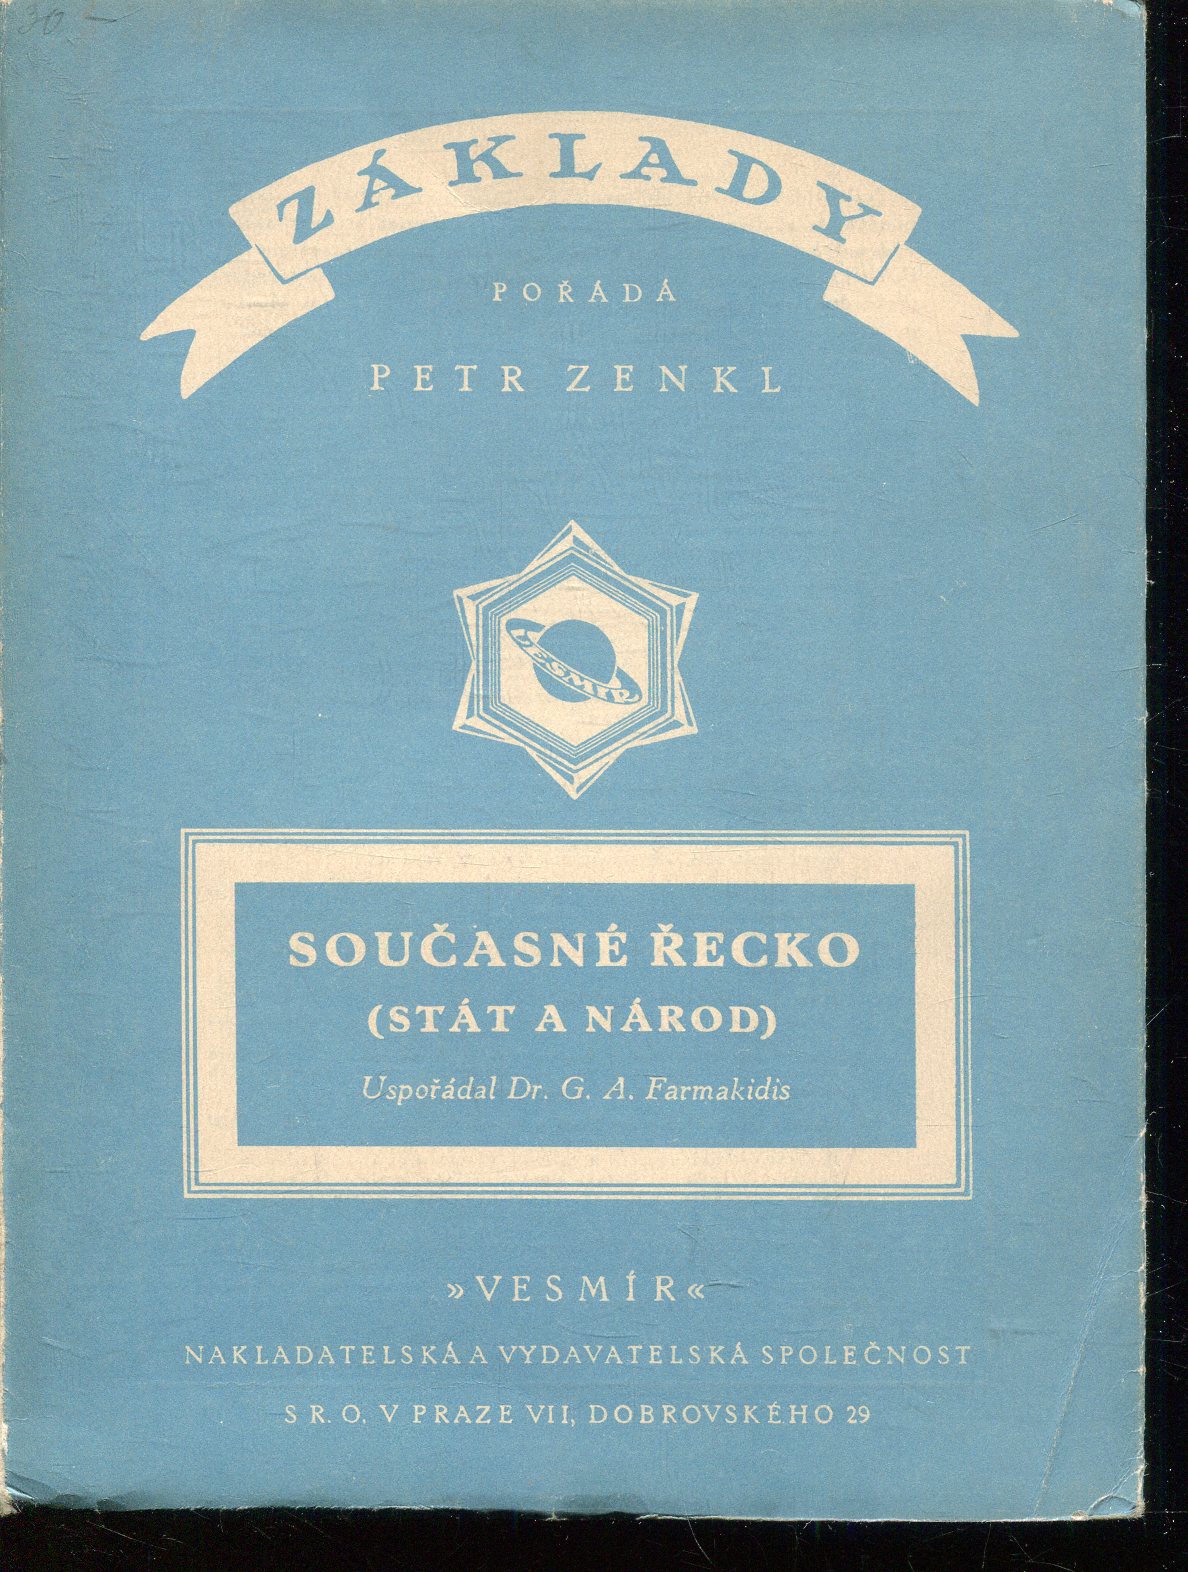 30 —
ZÁKLADY
POŘÁDÁ
PETR ZENKL
VESMÍR
SOUČASNÉ ŘECKO
(STÁT A NÁROD)
Uspořádal Dr. G. A. Farmakidis
»VESMÍR«
NAKLADATELSKÁ A VYDAVATELSKÁ SPOLEČNOST
S R. O. V PRAZE VII, DOBROVSKÉHO 29